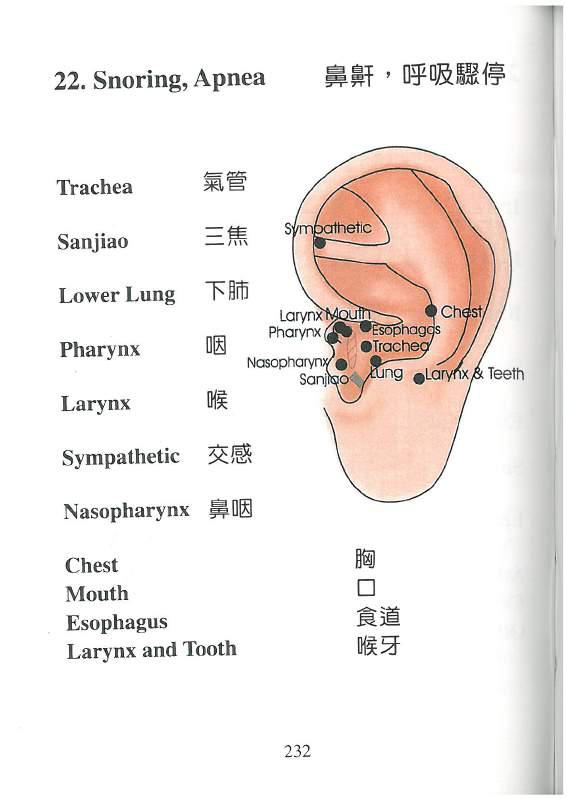 22. Snoring, Apnea 鼻鼾，呼吸驟停
Trachea 氣管
Sanjiao 三焦
Lower Lung 下肺
Pharynx 咽
Larynx 喉
Sympathetic 交感
Nasopharynx 鼻咽
Chest 胸
Mouth 口
Esophagus 食道
Larynx and Tooth 喉牙
Sympathetic
Chest
Larynx Mouth
Pharynx
Esophagos
Trachea
Nasopharynx
Sanjiao
Lung
Larynx & Teeth
232